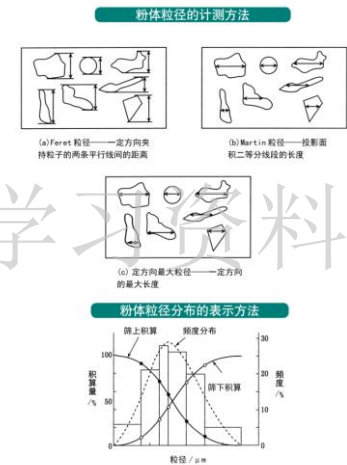 粉体粒径的计测方法
(a)Feret粒径——一定方向夹
持粒子的两条平行线间的距离
(b)Martin粒径——投影面
积二等分线段的长度
(c) 定方向最大粒径——一定方向
的最大长度
学习资料
粉体粒径分布的表示方法
筛上积算
频度分布
筛下积算
积算量/%
100
50
0
频度/%
30
20
10
0
粒径/μm